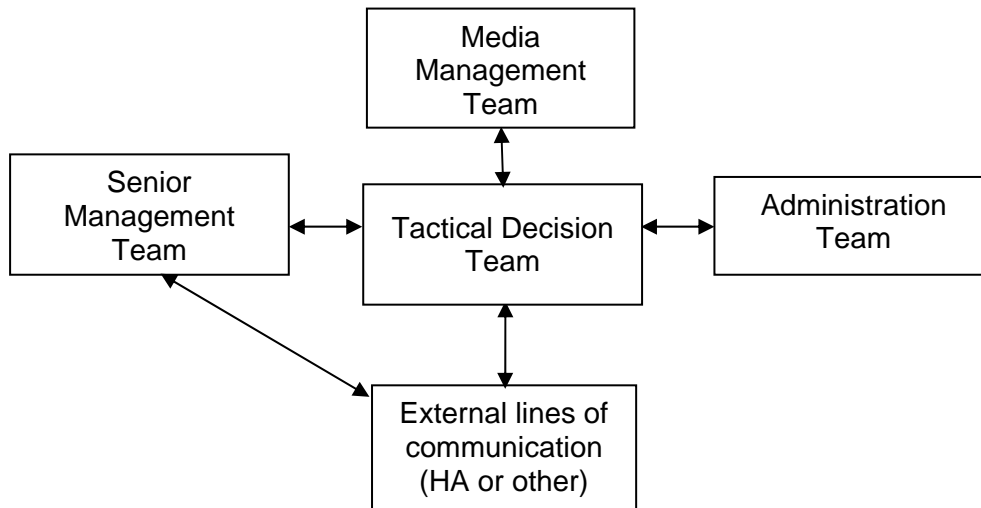 Media
Management
Team
Senior
Management
Team
Tactical Decision
Team
Administration
Team
External lines of
communication
(HA or other)